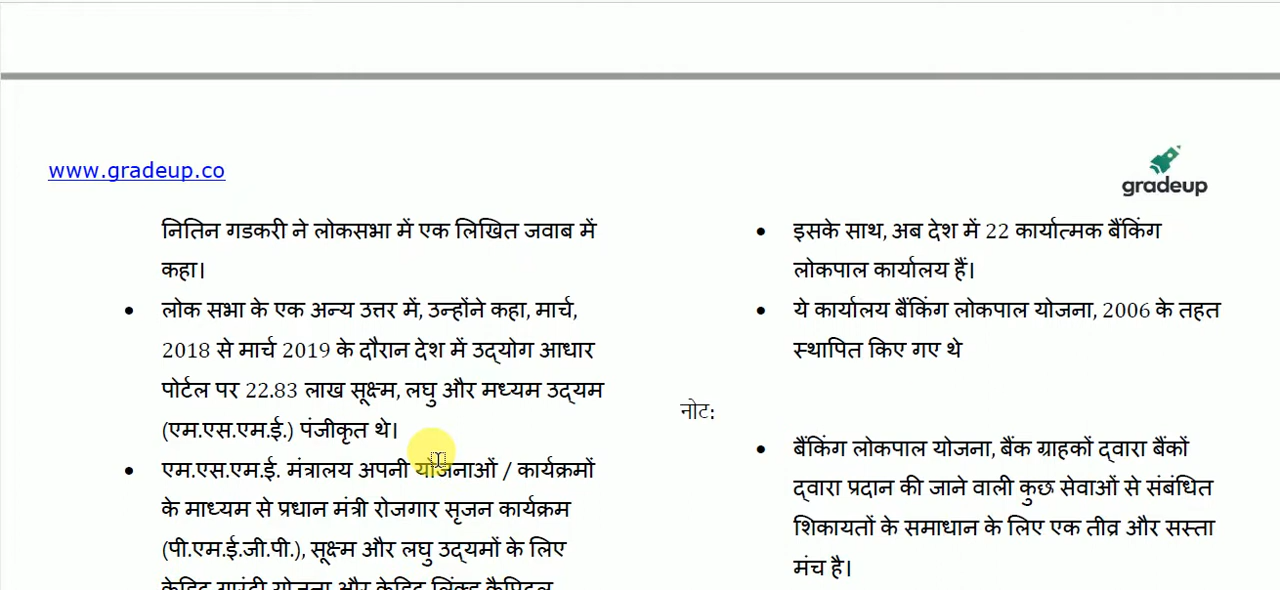 www.gradeup.co
gradeup
नितिन गडकरी ने लोकसभा में एक लिखित जवाब में
कहा।
• लोक सभा के एक अन्य उत्तर में, उन्होंने कहा, मार्च,
2018 से मार्च 2019 के दौरान देश में उद्योग आधार
पोर्टल पर 22.83 लाख सूक्ष्म, लघु और मध्यम उद्यम
(एम.एस.एम.ई.) पंजीकृत थे।
• एम.एस.एम.ई. मंत्रालय अपनी योजनाओं / कार्यक्रमों
के माध्यम से प्रधान मंत्री रोजगार सृजन कार्यक्रम
(पी.एम.ई.जी.पी.), सूक्ष्म और लघु उद्यमों के लिए
क्रेडिट गारंटी योजना और क्रेडिट लिंक्ड कैपिटल
• इसके साथ, अब देश में 22 कार्यात्मक बैंकिंग
लोकपाल कार्यालय हैं।
• ये कार्यालय बैंकिंग लोकपाल योजना, 2006 के तहत
स्थापित किए गए थे
नोट:
• बैंकिंग लोकपाल योजना, बैंक ग्राहकों द्वारा बैंकों
द्वारा प्रदान की जाने वाली कुछ सेवाओं से संबंधित
शिकायतों के समाधान के लिए एक तीव्र और सस्ता
मंच है।